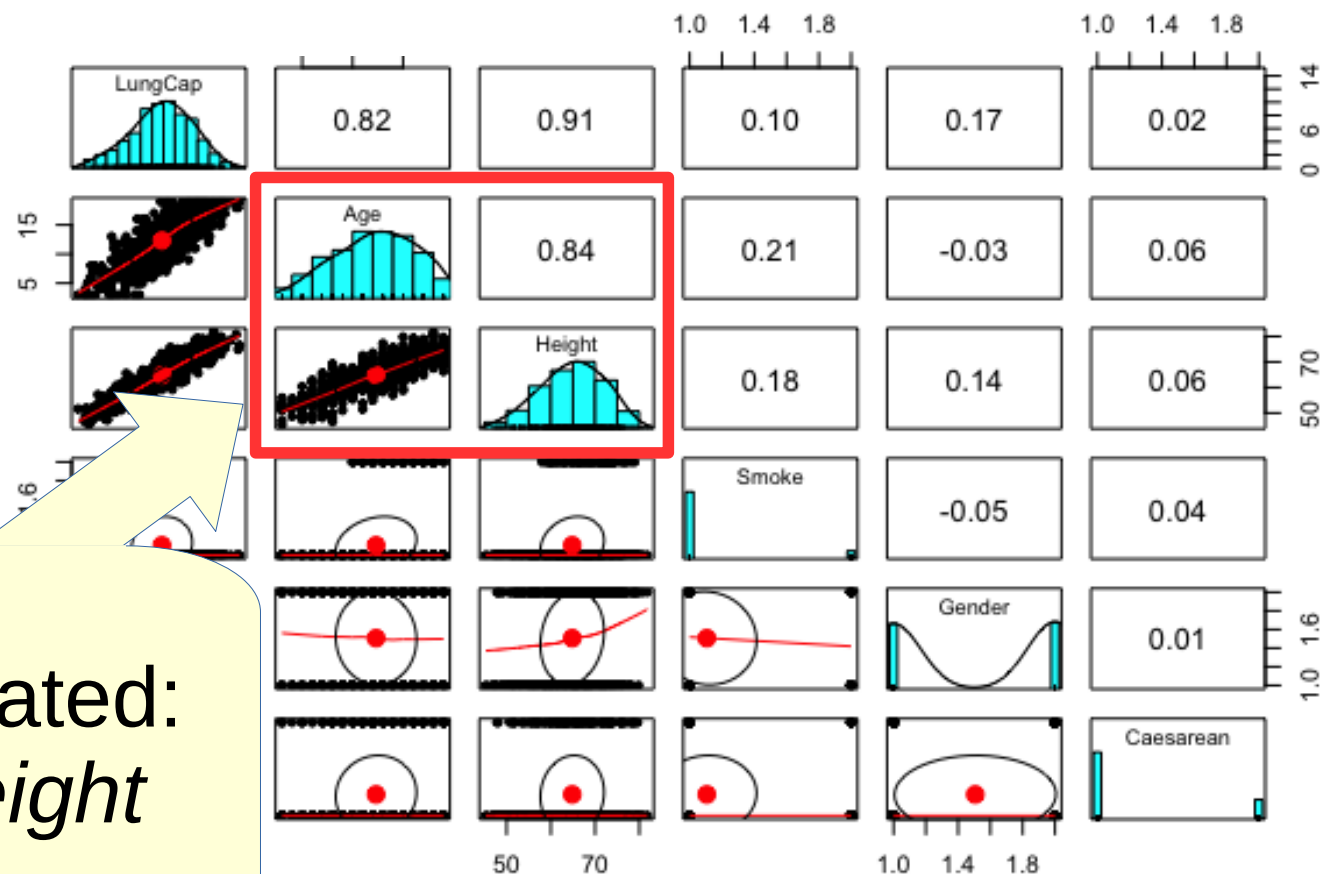 1.0 1.4 1.8 1.0 1.4 1.8
LungCap 0.82 0.91 0.10 0.17 0.02 0 6 14
5 15 Age 0.84 0.21 -0.03 0.06
Height 0.18 0.14 0.06 50 70
Smoke -0.05 0.04
Gender 0.01 1.0 1.6
ated:
eight
Caesarean
50 70 1.0 1.4 1.8